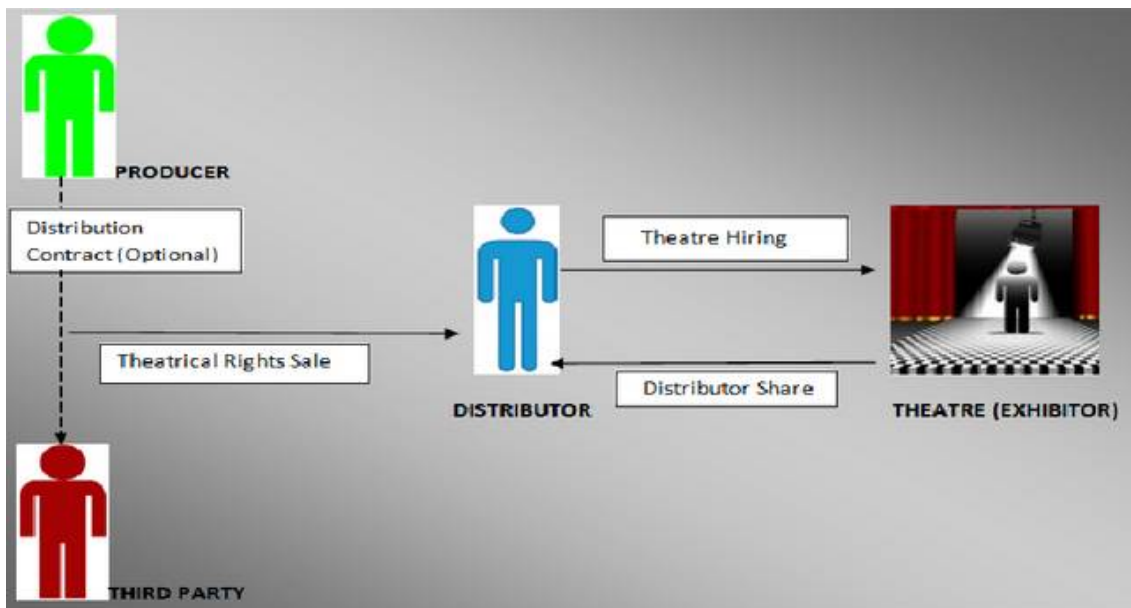 PRODUCER
Distribution
Contract (Optional)
Theatre Hiring
Theatrical Rights Sale
Distributor Share
DISTRIBUTOR
THEATRE (EXHIBITOR)
THIRD PARTY